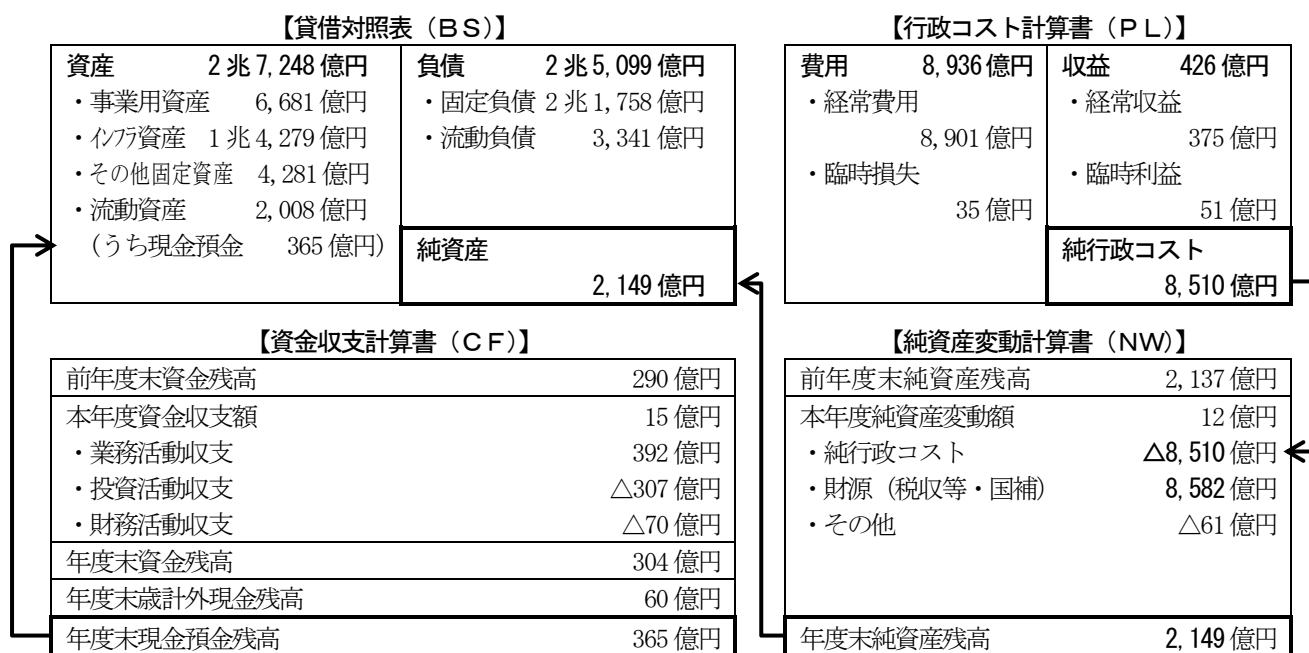 【貸借対照表（ＢＳ）】
資産 2兆7,248億円
・事業用資産 6,681億円
・ｲﾝﾌﾗ資産 1兆4,279億円
・その他固定資産 4,281億円
・流動資産 2,008億円
（うち現金預金 365億円）
負債 2兆5,099億円
・固定負債 2兆1,758億円
・流動負債 3,341億円
純資産
2,149億円
【行政コスト計算書（ＰＬ）】
費用 8,936億円
・経常費用
8,901億円
・臨時損失
35億円
収益 426億円
・経常収益
375億円
・臨時利益
51億円
純行政コスト
8,510億円
【資金収支計算書（ＣＦ）】
前年度末資金残高 290億円
本年度資金収支額 15億円
・業務活動収支 392億円
・投資活動収支 △307億円
・財務活動収支 △70億円
年度末資金残高 304億円
年度末歳計外現金残高 60億円
年度末現金預金残高 365億円
【純資産変動計算書（ＮＷ）】
前年度末純資産残高 2,137億円
本年度純資産変動額 12億円
・純行政コスト △8,510億円
・財源（税収等・国補） 8,582億円
・その他 △61億円
年度末純資産残高 2,149億円